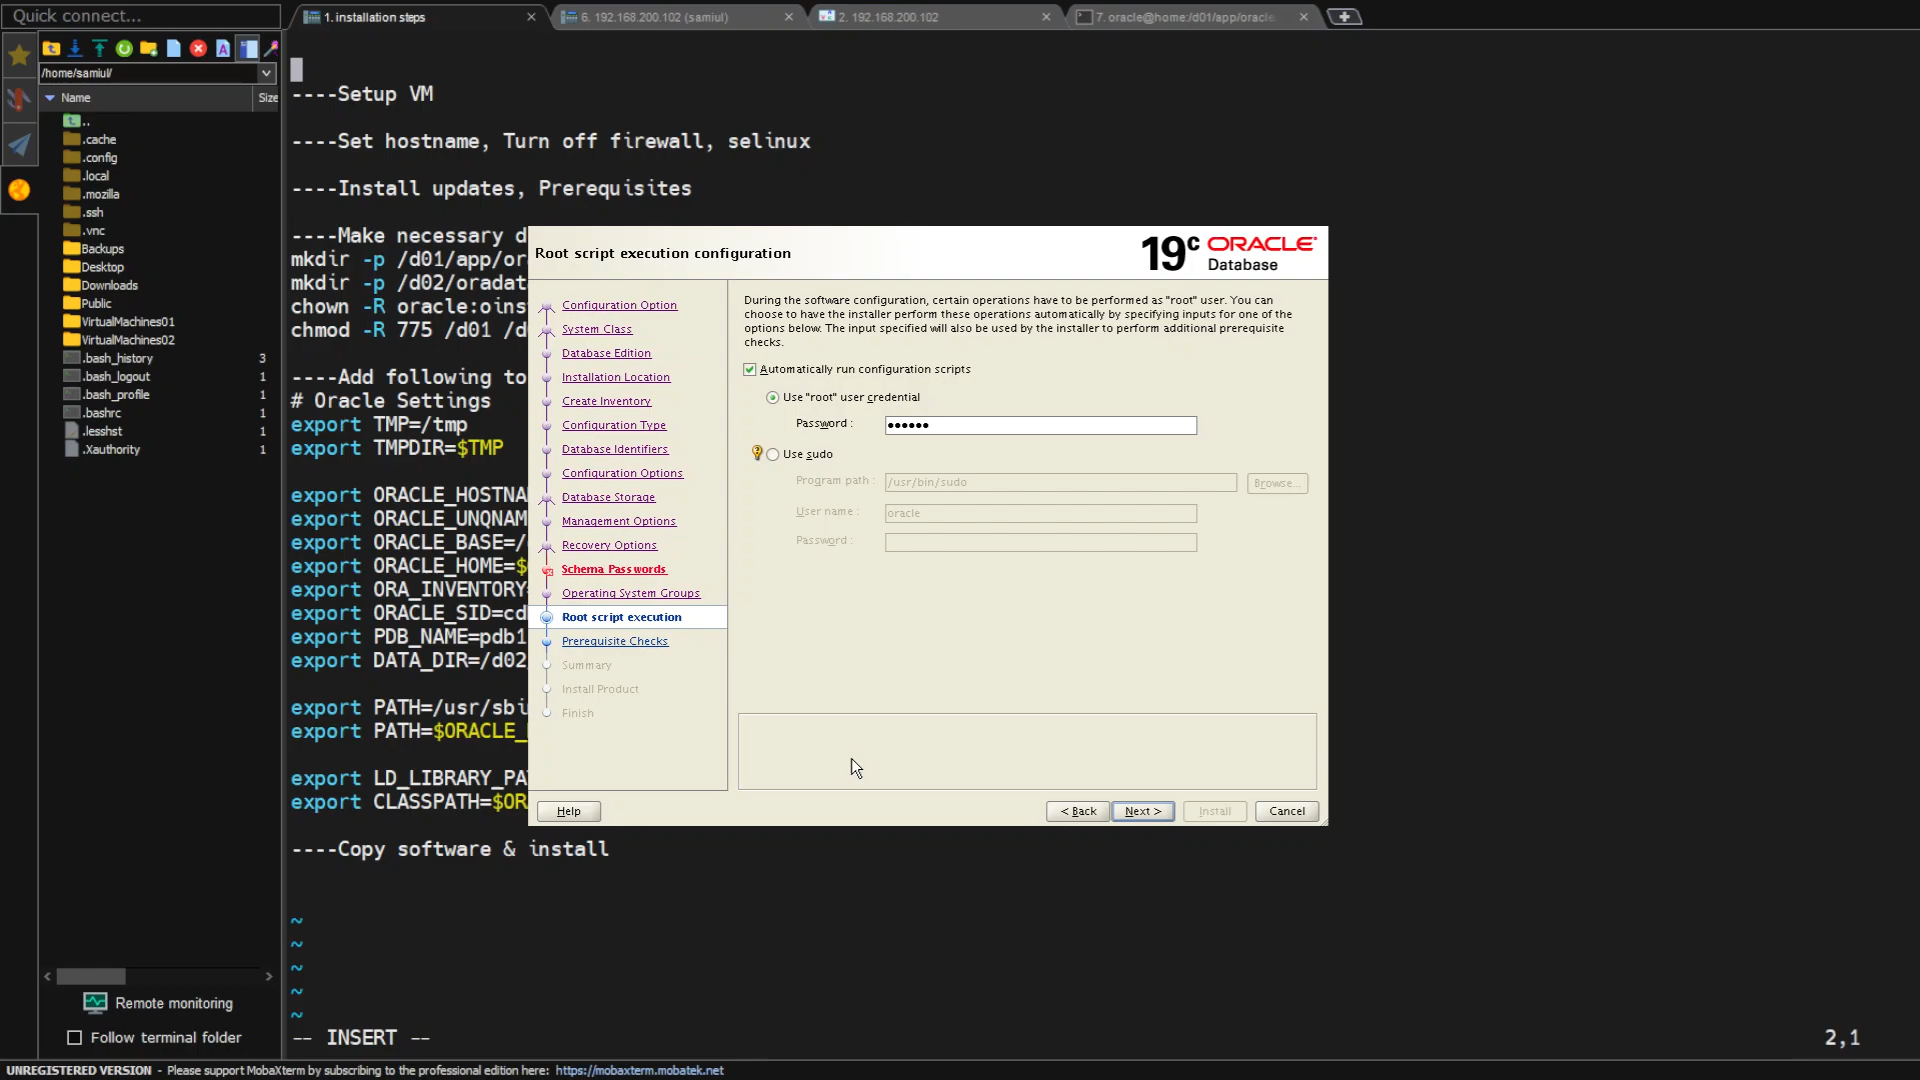 Quick connect...
1. installation steps
6. 192.168.200.102 (samiul)
2. 192.168.200.102
7. oracle@home:/d01/app/oracle
/home/samiul/
Name
Size
..
.cache
.config
.local
.mozilla
.ssh
.vnc
Backups
Desktop
Downloads
Public
VirtualMachines01
VirtualMachines02
.bash_history 3
.bash_logout 1
.bash_profile 1
.bashrc 1
.lesshst 1
.Xauthority 1
Remote monitoring
Follow terminal folder
----Setup VM
----Set hostname, Turn off firewall, selinux
----Install updates, Prerequisites
----Make necessary d
mkdir -p /d01/app/or
mkdir -p /d02/oradat
chown -R oracle:oins
chmod -R 775 /d01 /d
----Add following to
# Oracle Settings
export TMP=/tmp
export TMPDIR=$TMP
export ORACLE_HOSTNA
export ORACLE_UNQNAM
export ORACLE_BASE=/
export ORACLE_HOME=$
export ORA_INVENTORY
export ORACLE_SID=cd
export PDB_NAME=pdb1
export DATA_DIR=/d02
export PATH=/usr/sbi
export PATH=$ORACLE_
export LD_LIBRARY_PA
export CLASSPATH=$OR
----Copy software & install
~
~
~
~
~
-- INSERT --
2,1
Root script execution configuration
19c ORACLE
Database
Configuration Option
System Class
Database Edition
Installation Location
Create Inventory
Configuration Type
Database Identifiers
Configuration Options
Database Storage
Management Options
Recovery Options
Schema Passwords
Operating System Groups
Root script execution
Prerequisite Checks
Summary
Install Product
Finish
During the software configuration, certain operations have to be performed as "root" user. You can
choose to have the installer perform these operations automatically by specifying inputs for one of the
options below. The input specified will also be used by the installer to perform additional prerequisite
checks.
Automatically run configuration scripts
Use "root" user credential
Password : ••••••
Use sudo
Program path : /usr/bin/sudo Browse...
User name : oracle
Password :
Help
< Back
Next >
Install
Cancel
UNREGISTERED VERSION - Please support MobaXterm by subscribing to the professional edition here: https://mobaxterm.mobatek.net